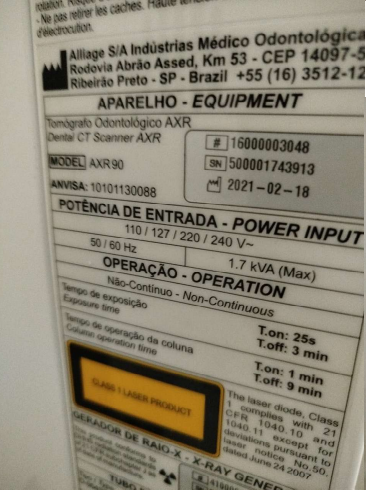 rotation. Risque
- Ne pas retirer les caches. Haute
d'électrocution.
Alliage S/A Indústrias Médico Odontológica
Rodovia Abrão Assed, Km 53 - CEP 14097-5
Ribeirão Preto - SP - Brazil +55 (16) 3512-12
APARELHO - EQUIPMENT
Tomógrafo Odontológico AXR
Dental CT Scanner AXR
# 16000003048
MODEL AXR90
SN 500001743913
ANVISA: 10101130088
2021-02-18
POTÊNCIA DE ENTRADA - POWER INPUT
110 / 127 / 220 / 240 V~
50 / 60 Hz
1.7 kVA (Max)
OPERAÇÃO - OPERATION
Não-Contínuo - Non-Continuous
Tempo de exposição
Exposure time
T.on: 25s
T.off: 3 min
Tempo de operação da coluna
Column operation time
T.on: 1 min
T.off: 9 min
CLASS 1 LASER PRODUCT
The laser diode, Class
1 complies with 21
CFR 1040.10 and
1040.11 except for
deviations pursuant to
laser notice No.50,
dated June 24 2007
GERADOR DE RAIO-X - X-RAY GENER